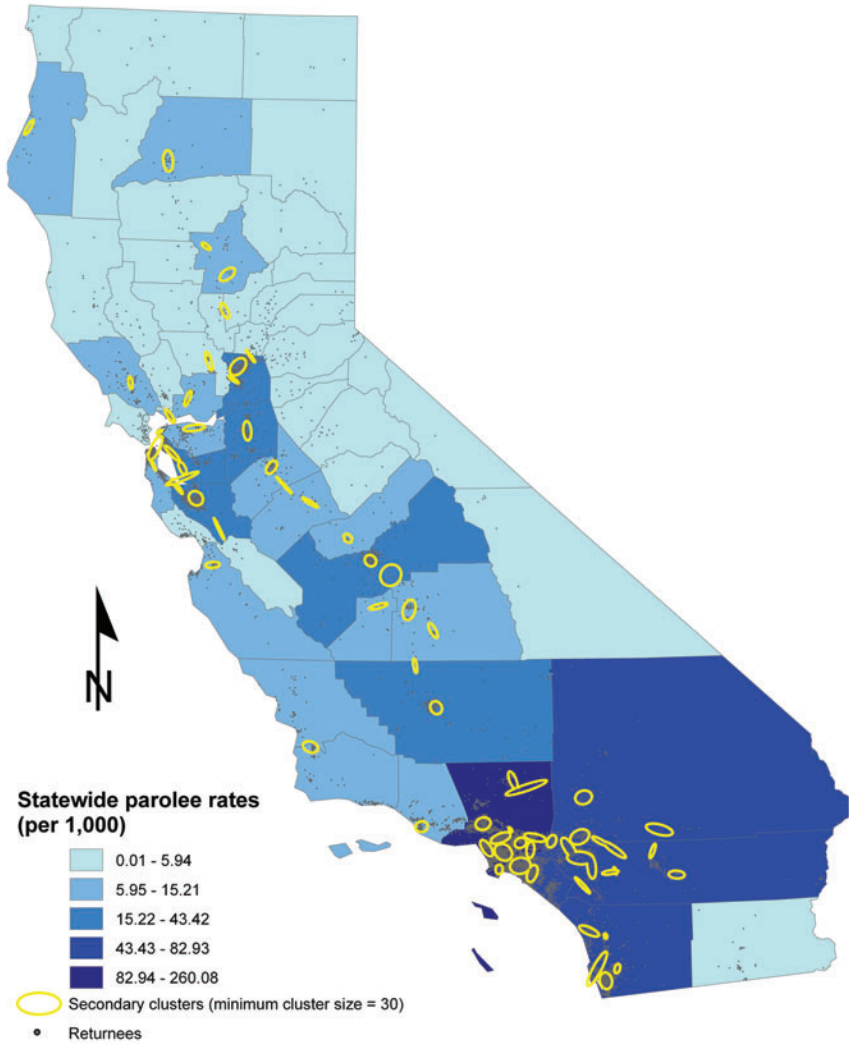 N
Statewide parolee rates
(per 1,000)
0.01 - 5.94
5.95 - 15.21
15.22 - 43.42
43.43 - 82.93
82.94 - 260.08
Secondary clusters (minimum cluster size = 30)
Returnees